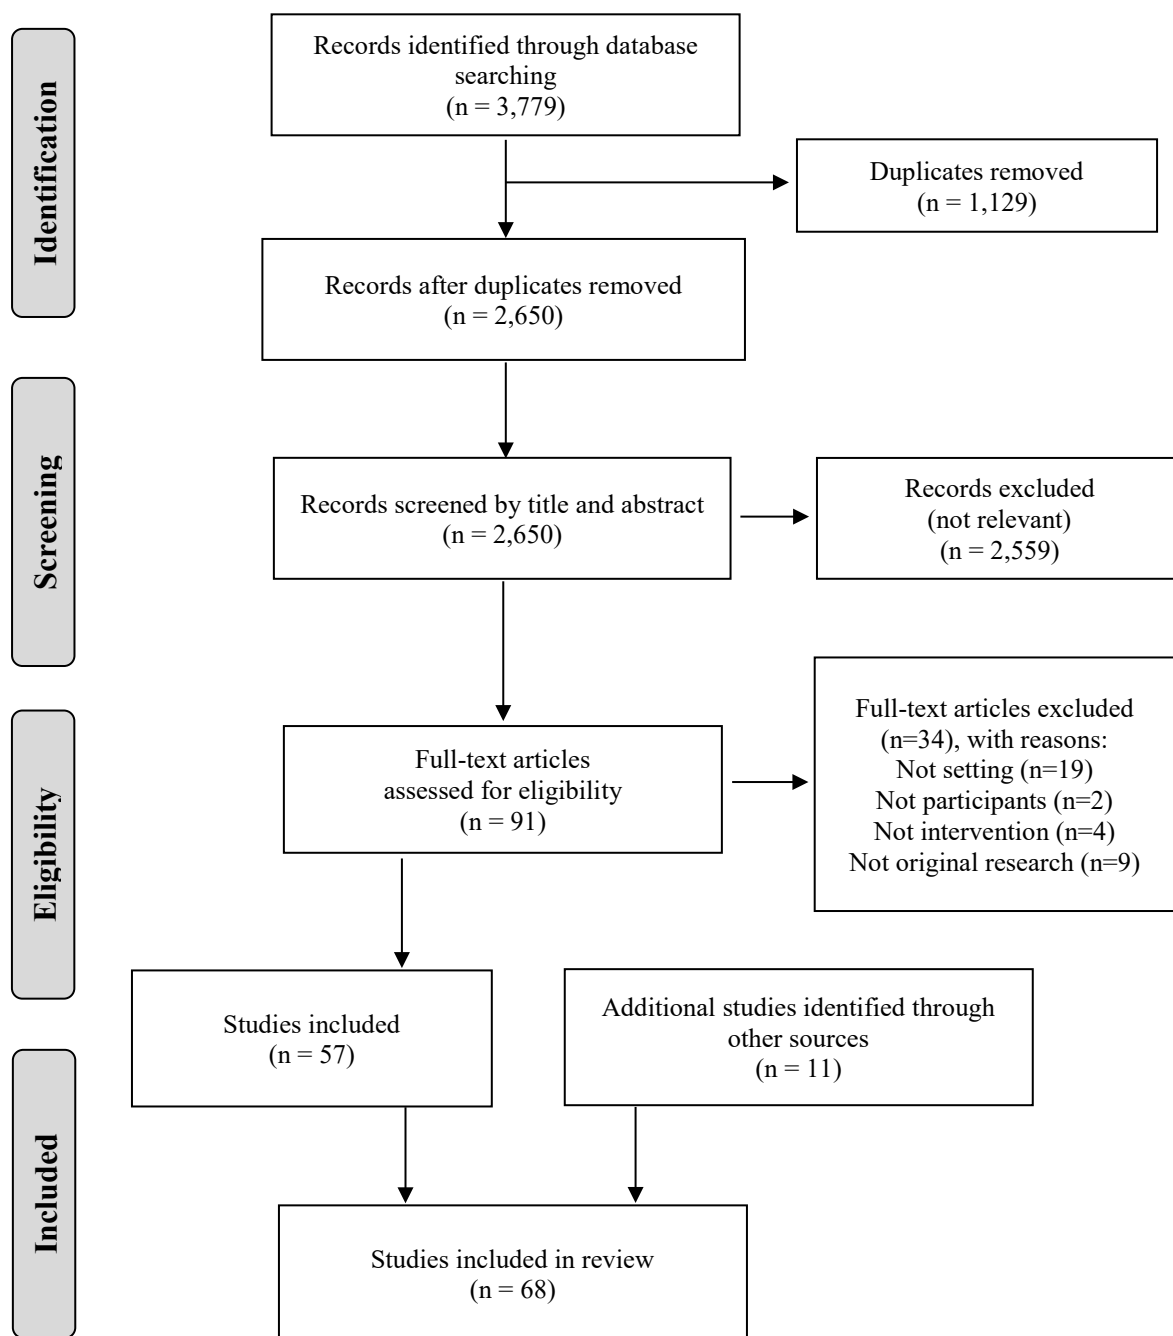 Identification
Records identified through database
searching
(n = 3,779)
Duplicates removed
(n = 1,129)
Records after duplicates removed
(n = 2,650)
Screening
Records screened by title and abstract
(n = 2,650)
Records excluded
(not relevant)
(n = 2,559)
Eligibility
Full-text articles
assessed for eligibility
(n = 91)
Full-text articles excluded
(n=34), with reasons:
Not setting (n=19)
Not participants (n=2)
Not intervention (n=4)
Not original research (n=9)
Studies included
(n = 57)
Additional studies identified through
other sources
(n = 11)
Included
Studies included in review
(n = 68)